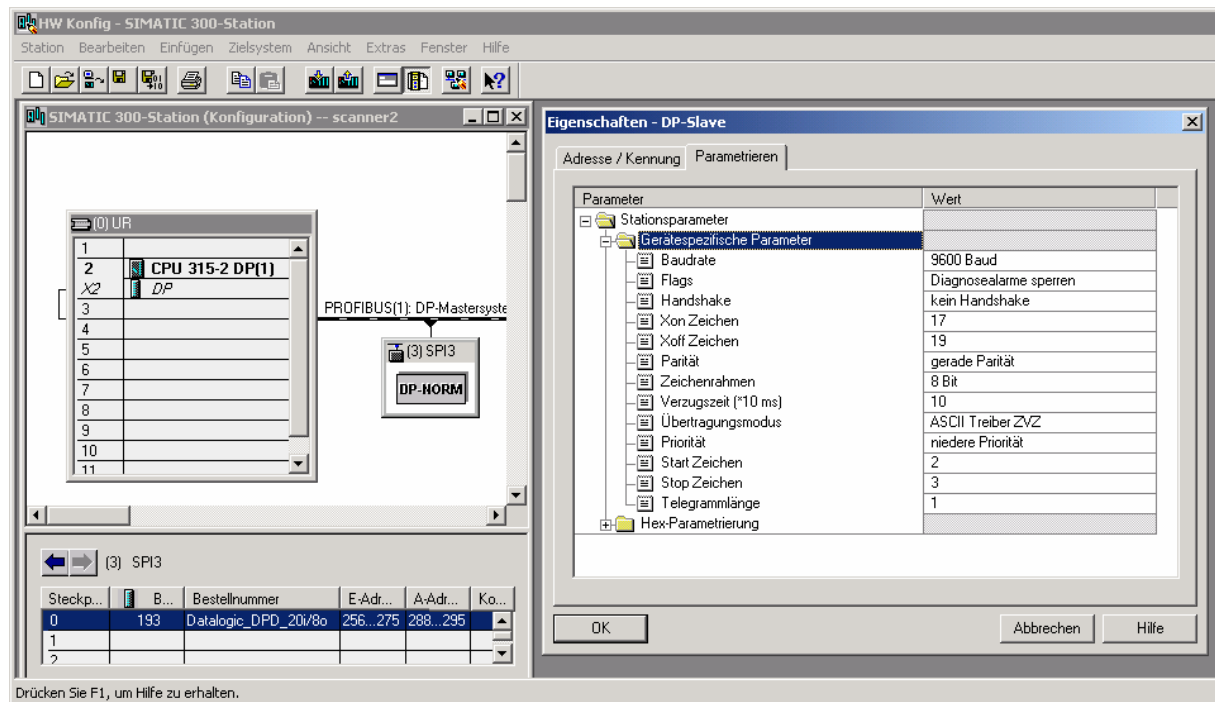 HW Konfig - SIMATIC 300-Station
Station Bearbeiten Einfügen Zielsystem Ansicht Extras Fenster Hilfe
SIMATIC 300-Station (Konfiguration) -- scanner2
(0) UR
1
2 CPU 315-2 DP(1)
X2 DP
3
4
5
6
7
8
9
10
11
PROFIBUS(1): DP-Mastersyste
(3) SPI3
DP-NORM
(3) SPI3
Steckp... B... Bestellnummer E-Adr... A-Adr... Ko...
0 193 Datalogic_DPD_20i/8o 256...275 288...295
1
2
Eigenschaften - DP-Slave
Adresse / Kennung Parametrieren
Parameter Wert
Stationsparameter
Gerätespezifische Parameter
Baudrate 9600 Baud
Flags Diagnosealarme sperren
Handshake kein Handshake
Xon Zeichen 17
Xoff Zeichen 19
Parität gerade Parität
Zeichenrahmen 8 Bit
Verzugszeit (*10 ms) 10
Übertragungsmodus ASCII Treiber ZVZ
Priorität niedere Priorität
Start Zeichen 2
Stop Zeichen 3
Telegrammlänge 1
Hex-Parametrierung
OK Abbrechen Hilfe
Drücken Sie F1, um Hilfe zu erhalten.